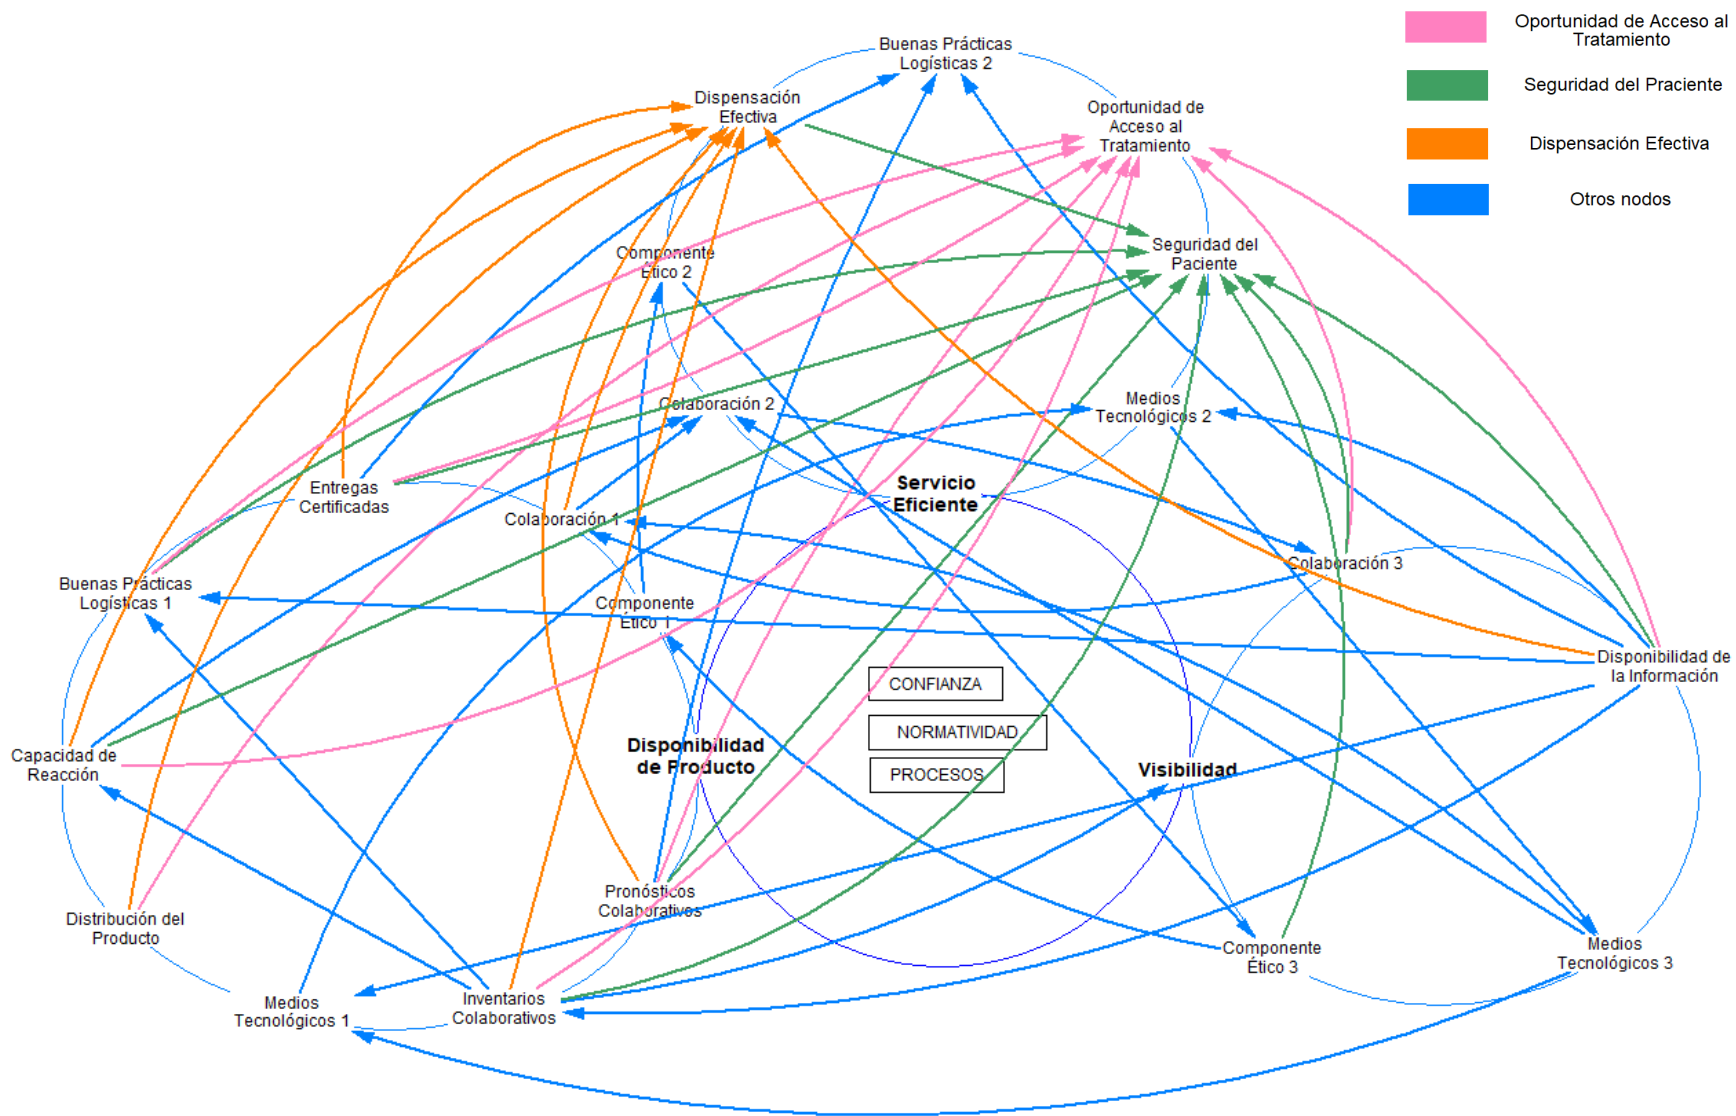 Oportunidad de Acceso al
Tratamiento
Seguridad del Praciente
Dispensación Efectiva
Otros nodos
Buenas Prácticas
Logísticas 2
Dispensación
Efectiva
Oportunidad de
Acceso al
Tratamiento
Seguridad del
Paciente
Componente
Ético 2
Colaboración 2
Medios
Tecnológicos 2
Servicio
Eficiente
Entregas
Certificadas
Colaboración 1
Colaboración 3
Buenas Prácticas
Logísticas 1
Componente
Ético 1
Disponibilidad de
la Información
CONFIANZA
NORMATIVIDAD
PROCESOS
Disponibilidad
de Producto
Visibilidad
Capacidad de
Reacción
Pronósticos
Colaborativos
Distribución del
Producto
Componente
Ético 3
Medios
Tecnológicos 3
Medios
Tecnológicos 1
Inventarios
Colaborativos